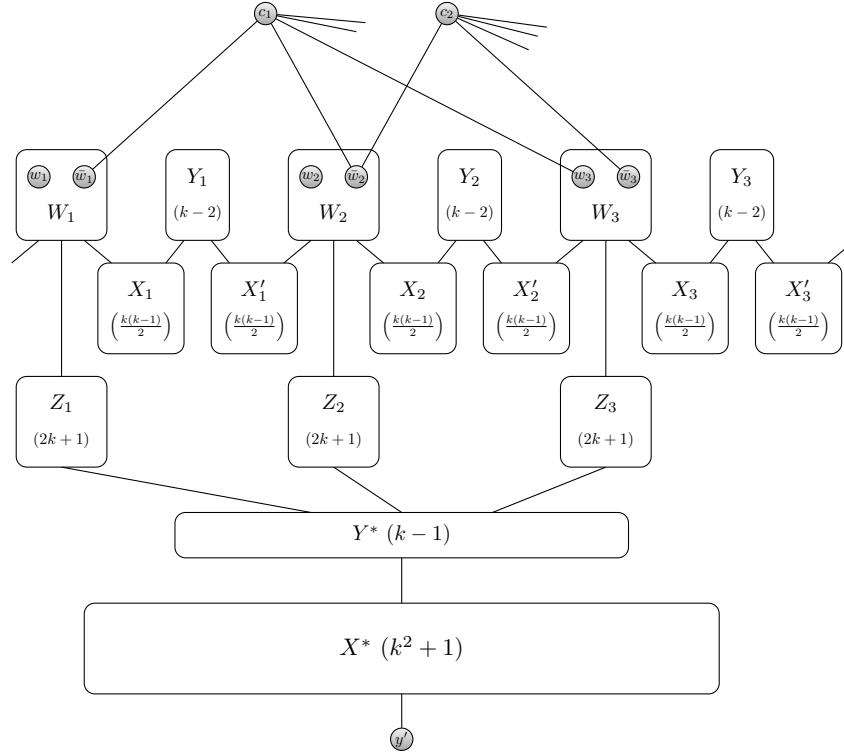 c₁ c₂
w₁ w̄₁ Y₁ w₂ w̄₂ Y₂ w₃ w̄₃ Y₃
W₁ (k − 2) W₂ (k − 2) W₃ (k − 2)
X₁ X′₁ X₂ X′₂ X₃ X′₃
(k(k−1)/2) (k(k−1)/2) (k(k−1)/2) (k(k−1)/2) (k(k−1)/2) (k(k−1)/2)
Z₁ Z₂ Z₃
(2k + 1) (2k + 1) (2k + 1)
Y* (k − 1)
X* (k² + 1)
y′